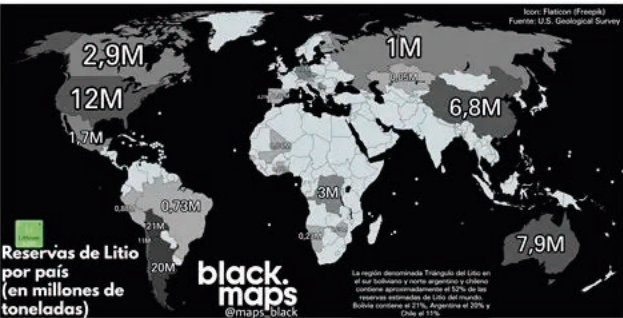 Icon: Flaticon (Freepik)
Fuente: U.S. Geological Survey
2,9M
1M
0,05M
12M
6,8M
1,7M
3M
0,73M
21M
11M
20M
7,9M
Reservas de Litio
por país
(en millones de
toneladas)
black.
maps
@maps_black
La región denominada Triángulo del Litio en
el sur boliviano y norte argentino y chileno
contiene aproximadamente el 52% de las
reservas estimadas de Litio del mundo.
Bolivia contiene el 21%, Argentina el 20% y
Chile el 11%